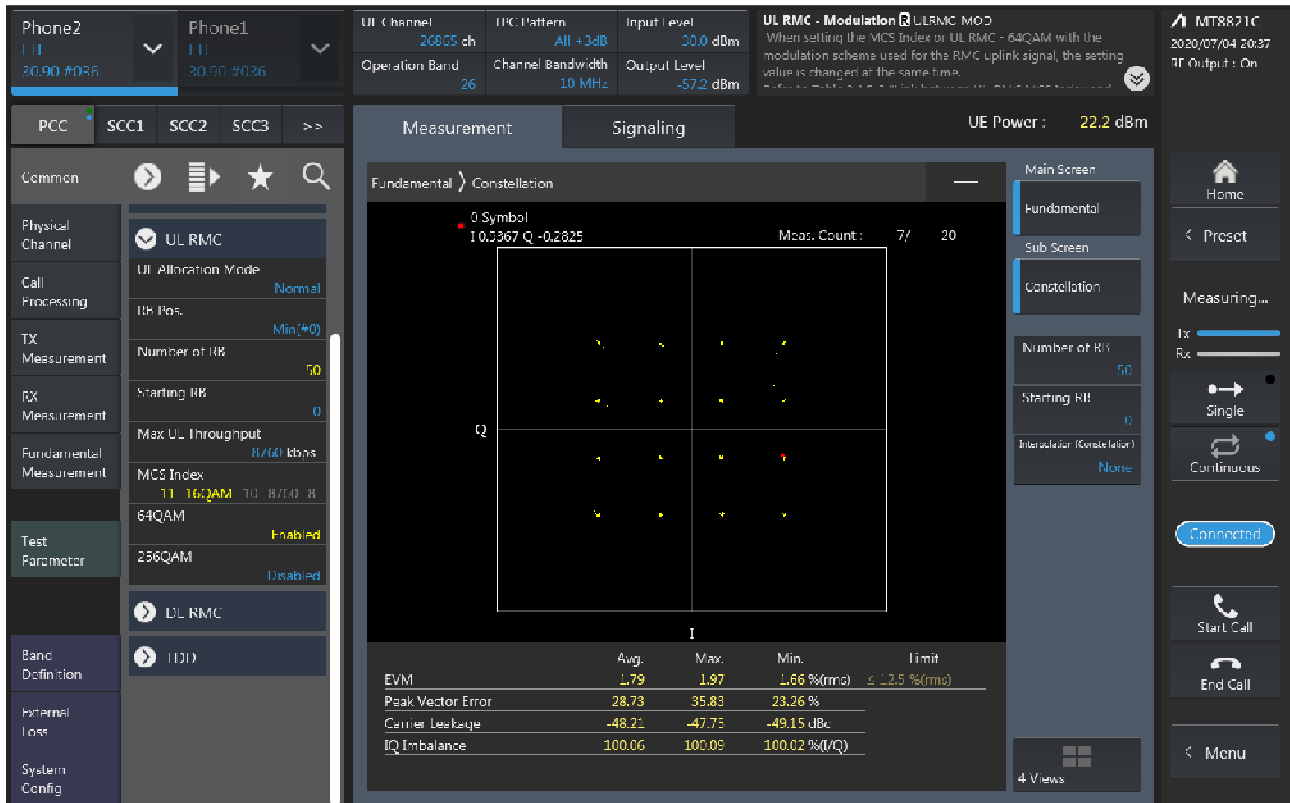 Phone2
30.90 #036
Phone1
30.90 #036
UL Channel
26865 ch
Operation Band
26
TPC Pattern
All +3dB
Channel Bandwidth
10 MHz
Input Level
30.0 dBm
Output Level
-57.2 dBm
UL RMC - Modulation R ULRMC_MOD
When setting the MCS Index or UL RMC - 64QAM with the
modulation scheme used for the RMC uplink signal, the setting
value is changed at the same time.
MT8821C
2020/07/04 20:37
RF Output : On
PCC SCC1 SCC2 SCC3 >>
Measurement Signaling
UE Power : 22.2 dBm
Common
Physical
Channel
Call
Processing
TX
Measurement
RX
Measurement
Fundamental
Measurement
Test
Parameter
Band
Definition
External
Loss
System
Config
UL RMC
UL Allocation Mode
Normal
RB Pos.
Min(#0)
Number of RB
50
Starting RB
0
Max UL Throughput
8760 kbps
MCS Index
11 16QAM 10 8760 8
64QAM
Enabled
256QAM
Disabled
DL RMC
TDD
Fundamental > Constellation
0 Symbol
I 0.9367 Q -0.2825
Meas. Count : 7/ 20
Q
I
Avg. Max. Min. Limit
EVM 1.79 1.97 1.66 %(rms) ≤ 12.5 %(rms)
Peak Vector Error 28.73 35.83 23.26 %
Carrier Leakage -48.21 -47.75 -49.15 dBc
IQ Imbalance 100.06 100.09 100.02 %(I/Q)
Main Screen
Fundamental
Sub Screen
Constellation
Number of RB
50
Starting RB
0
Interpolation (Constellation)
None
4 Views
Home
< Preset
Measuring...
Tx
Rx
Single
Continuous
Connected
Start Call
End Call
< Menu